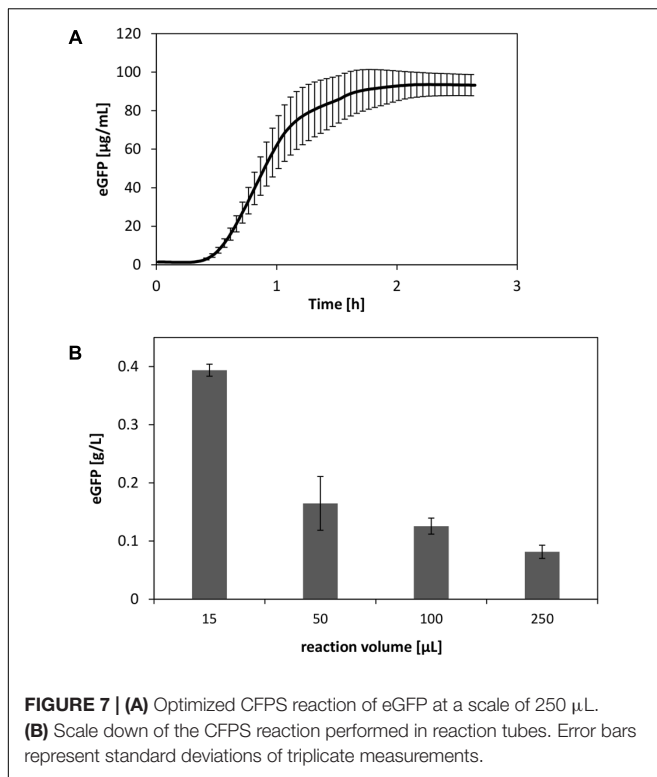 A
120
100
80
60
40
20
0
eGFP [µg/mL]
0 1 2 3
Time [h]
B
0.4
0.3
0.2
0.1
0
eGFP [g/L]
15 50 100 250
reaction volume [µL]
FIGURE 7 | (A) Optimized CFPS reaction of eGFP at a scale of 250 µL.
(B) Scale down of the CFPS reaction performed in reaction tubes. Error bars
represent standard deviations of triplicate measurements.